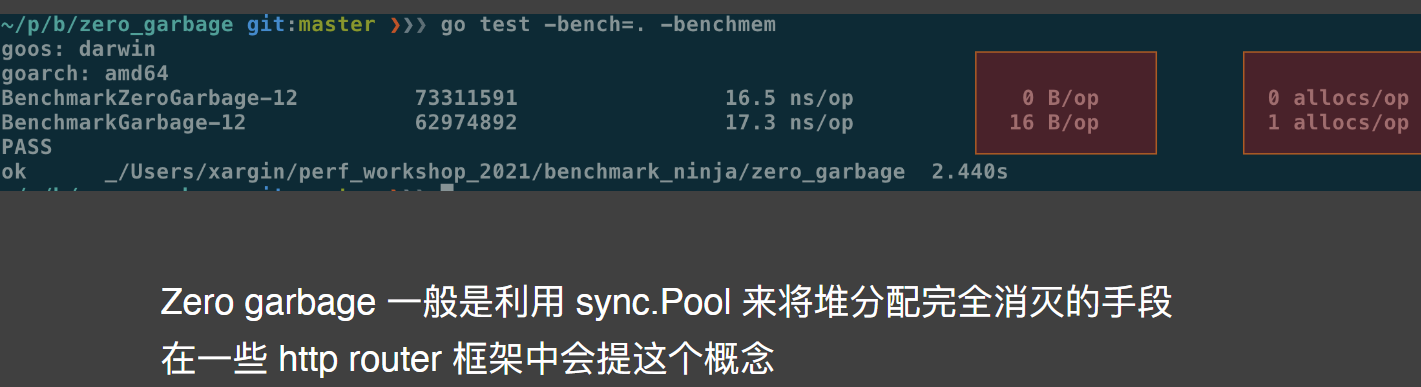 ~/p/b/zero_garbage git:master ❯❯❯ go test -bench=. -benchmem
goos: darwin
goarch: amd64
BenchmarkZeroGarbage-12 73311591 16.5 ns/op 0 B/op 0 allocs/op
BenchmarkGarbage-12 62974892 17.3 ns/op 16 B/op 1 allocs/op
PASS
ok _/Users/xargin/perf_workshop_2021/benchmark_ninja/zero_garbage 2.440s
Zero garbage 一般是利用 sync.Pool 来将堆分配完全消灭的手段
在一些 http router 框架中会提这个概念